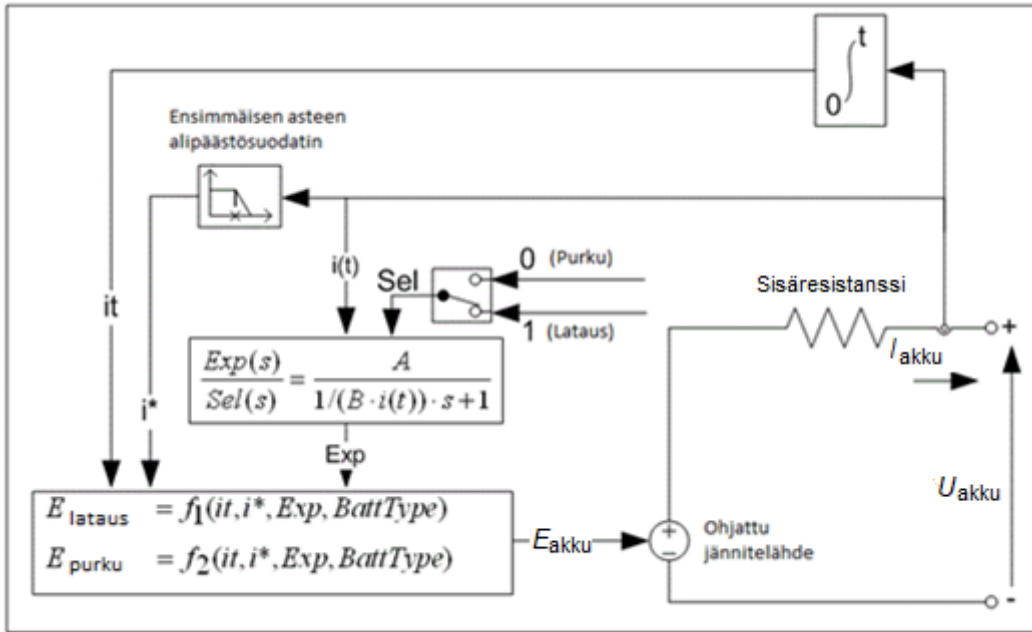 t
0
Ensimmäisen asteen
alipäästösuodatin
i(t)
Sel
0 (Purku)
1 (Lataus)
it
i*
Sisäresistanssi
+
I akku
Exp(s)/Sel(s) = A/(1/(B·i(t))·s+1)
Exp
U akku
E lataus = f1(it, i*, Exp, BattType)
E purku = f2(it, i*, Exp, BattType)
E akku
+
−
Ohjattu
jännitelähde
-